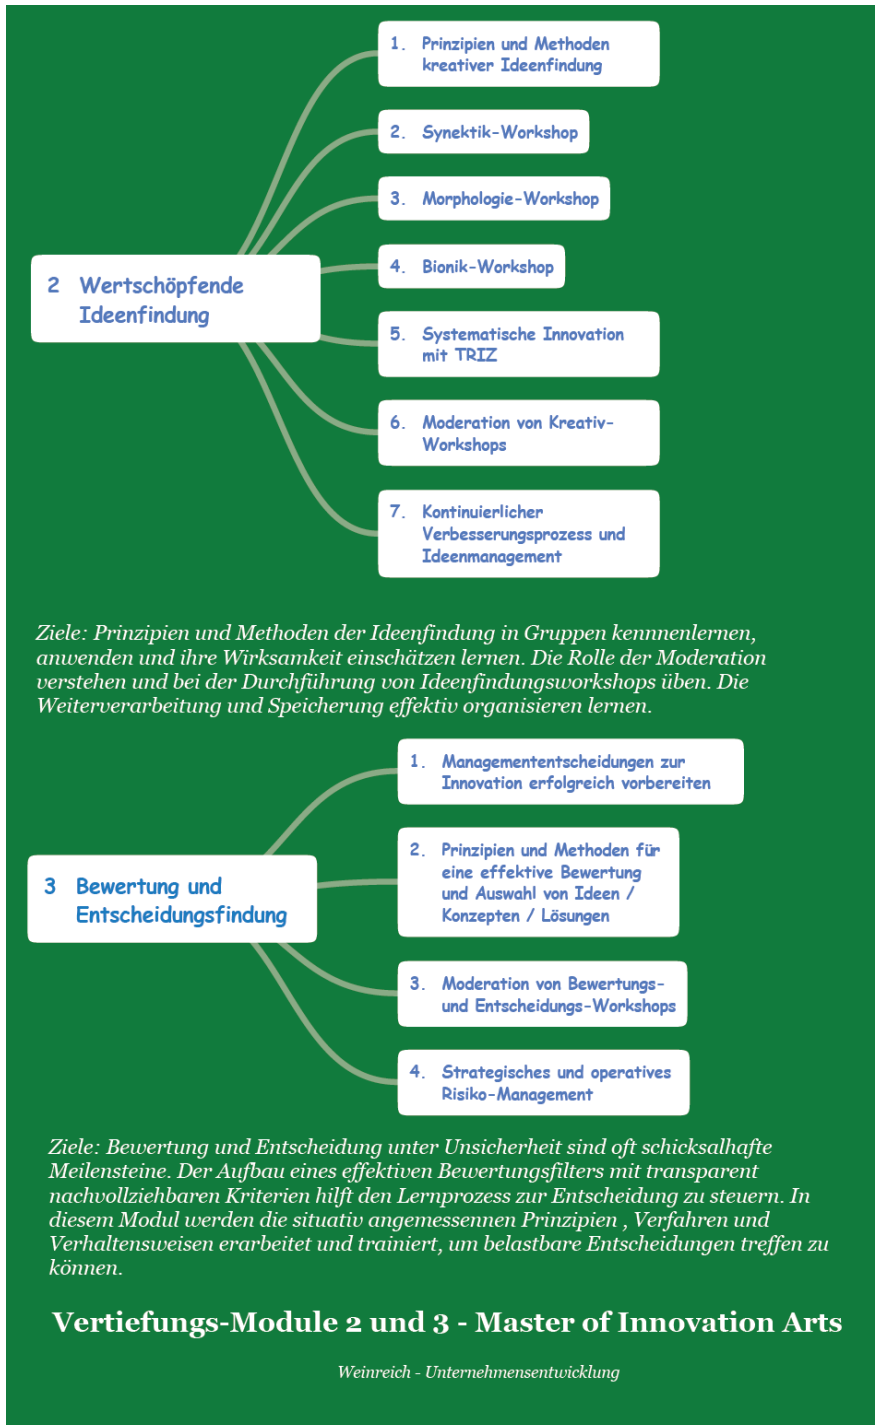 1. Prinzipien und Methoden
kreativer Ideenfindung
2. Synektik-Workshop
3. Morphologie-Workshop
4. Bionik-Workshop
2 Wertschöpfende
Ideenfindung
5. Systematische Innovation
mit TRIZ
6. Moderation von Kreativ-
Workshops
7. Kontinuierlicher
Verbesserungsprozess und
Ideenmanagement
Ziele: Prinzipien und Methoden der Ideenfindung in Gruppen kennnenlernen,
anwenden und ihre Wirksamkeit einschätzen lernen. Die Rolle der Moderation
verstehen und bei der Durchführung von Ideenfindungsworkshops üben. Die
Weiterverarbeitung und Speicherung effektiv organisieren lernen.
1. Managemententscheidungen zur
Innovation erfolgreich vorbereiten
2. Prinzipien und Methoden für
eine effektive Bewertung
und Auswahl von Ideen /
Konzepten / Lösungen
3 Bewertung und
Entscheidungsfindung
3. Moderation von Bewertungs-
und Entscheidungs-Workshops
4. Strategisches und operatives
Risiko-Management
Ziele: Bewertung und Entscheidung unter Unsicherheit sind oft schicksalhafte
Meilensteine. Der Aufbau eines effektiven Bewertungsfilters mit transparent
nachvollziehbaren Kriterien hilft den Lernprozess zur Entscheidung zu steuern. In
diesem Modul werden die situativ angemessennen Prinzipien , Verfahren und
Verhaltensweisen erarbeitet und trainiert, um belastbare Entscheidungen treffen zu
können.
Vertiefungs-Module 2 und 3 - Master of Innovation Arts
Weinreich - Unternehmensentwicklung